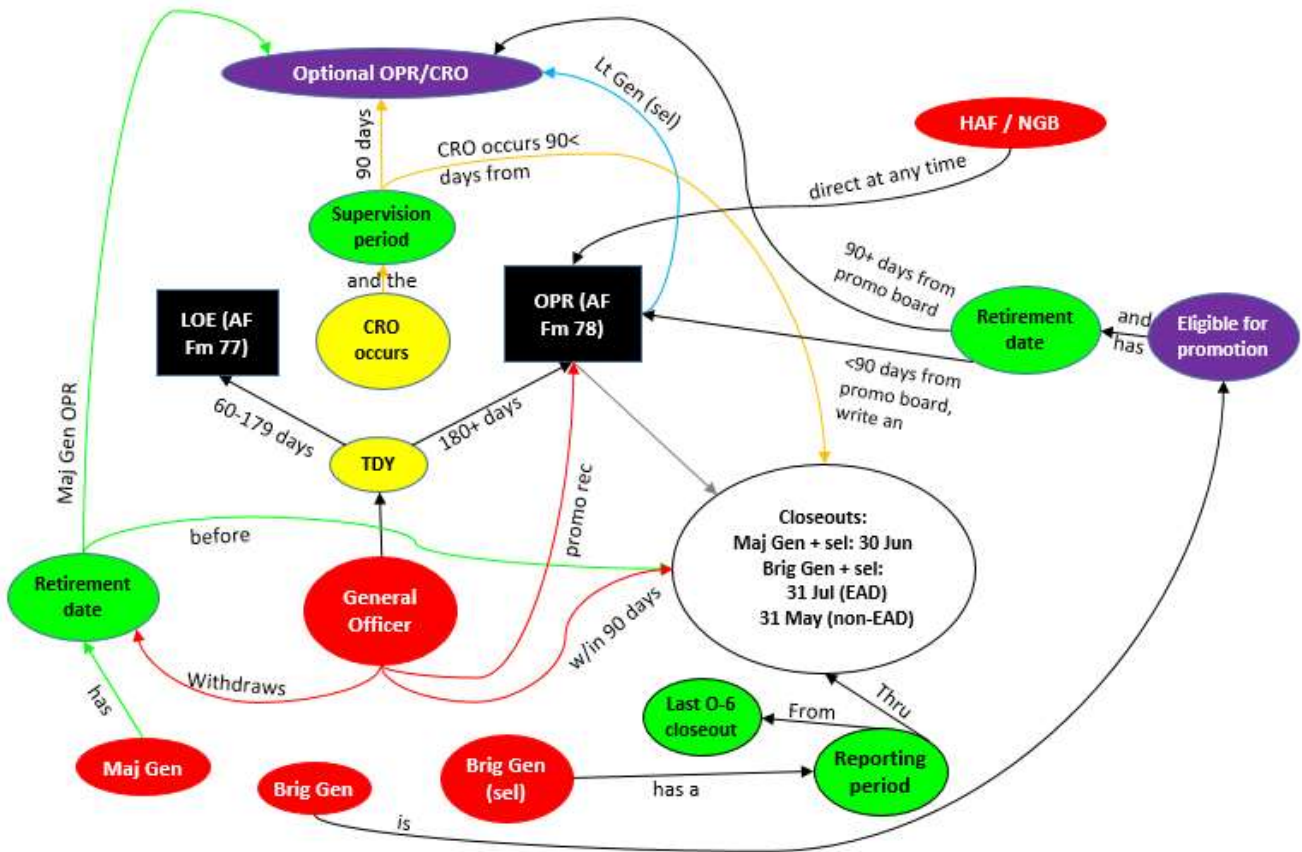 Optional OPR/CRO
Lt Gen (sel)
HAF / NGB
90 days
CRO occurs 90<
days from
direct at any time
Supervision
period
and the
90+ days from
promo board
LOE (AF
Fm 77)
CRO
occurs
OPR (AF
Fm 78)
Retirement
date
and
has
Eligible for
promotion
<90 days from
promo board,
write an
60-179 days
180+ days
Maj Gen OPR
TDY
promo rec
before
Closeouts:
Maj Gen + sel: 30 Jun
Brig Gen + sel:
31 Jul (EAD)
31 May (non-EAD)
Retirement
date
General
Officer
w/in 90 days
Withdraws
has
Last O-6
closeout
From
Thru
Maj Gen
Brig Gen
Brig Gen
(sel)
has a
Reporting
period
is